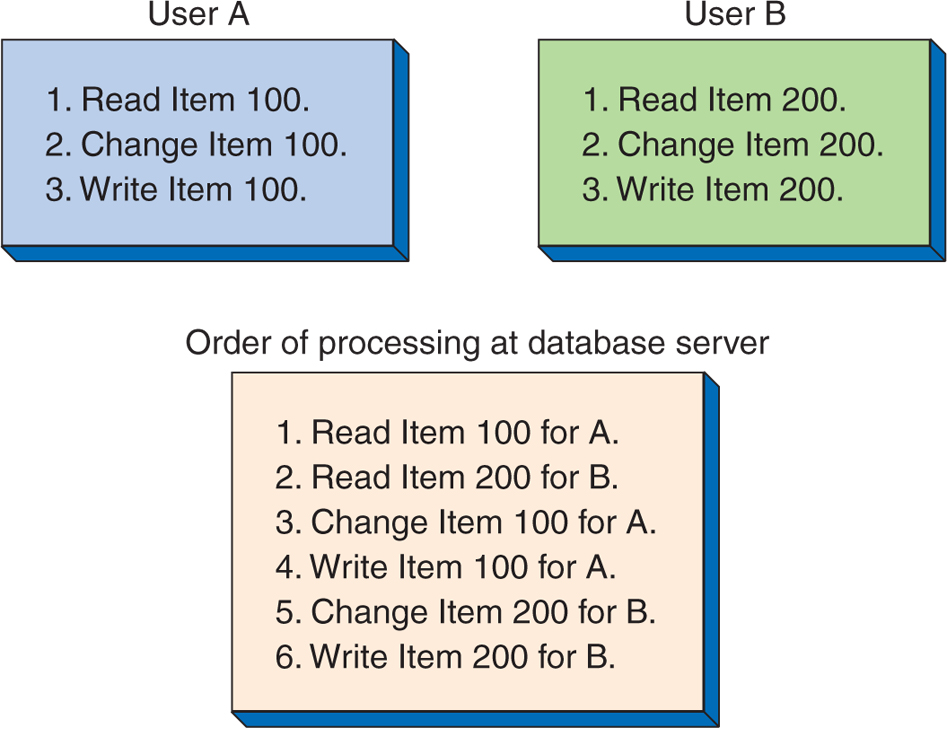 User A
1. Read Item 100.
2. Change Item 100.
3. Write Item 100.
User B
1. Read Item 200.
2. Change Item 200.
3. Write Item 200.
Order of processing at database server
1. Read Item 100 for A.
2. Read Item 200 for B.
3. Change Item 100 for A.
4. Write Item 100 for A.
5. Change Item 200 for B.
6. Write Item 200 for B.